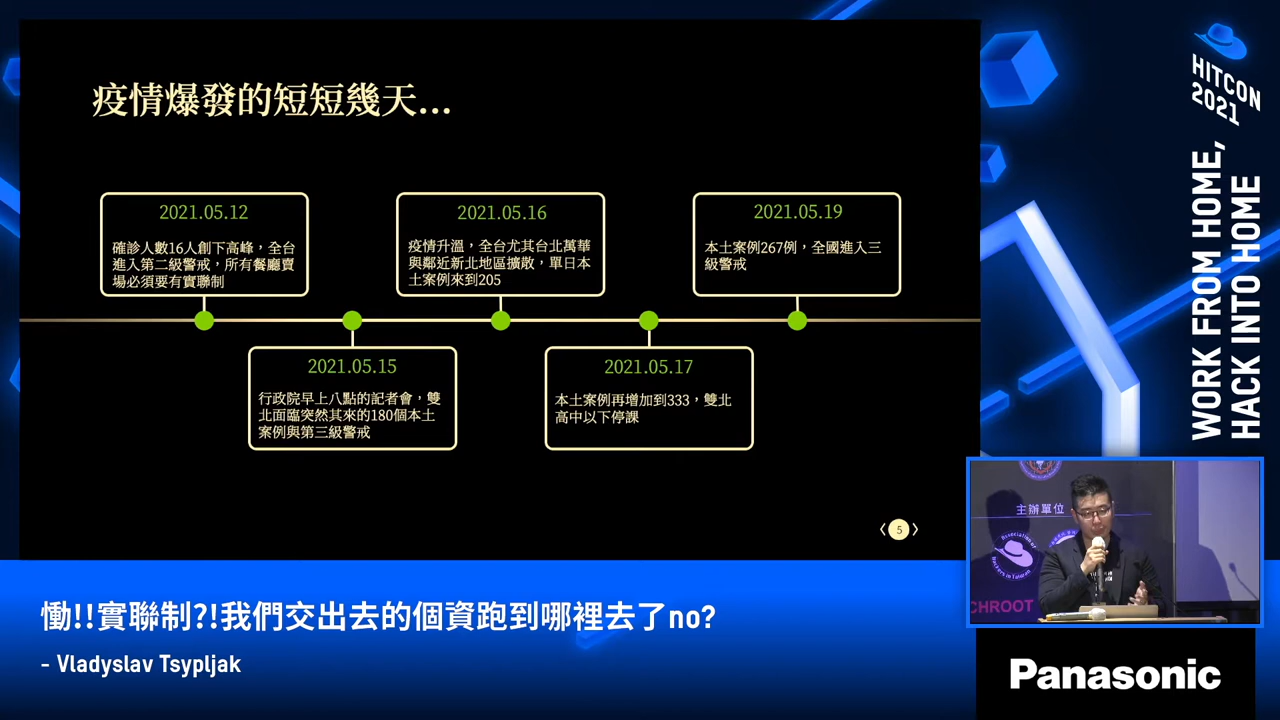 疫情爆發的短短幾天...
2021.05.12
確診人數16人創下高峰，全台
進入第二級警戒，所有餐廳賣
場必須要有實聯制
2021.05.16
疫情升溫，全台尤其台北萬華
與鄰近新北地區擴散，單日本
土案例來到205
2021.05.19
本土案例267例，全國進入三
級警戒
2021.05.15
行政院早上八點的記者會，雙
北面臨突然其來的180個本土
案例與第三級警戒
2021.05.17
本土案例再增加到333，雙北
高中以下停課
5
HITCON
2021
WORK FROM HOME,
HACK INTO HOME
主辦單位
Association of
Hackers in Taiwan
CHROOT
慟!!實聯制?!我們交出去的個資跑到哪裡去了no?
- Vladyslav Tsypljak
Panasonic